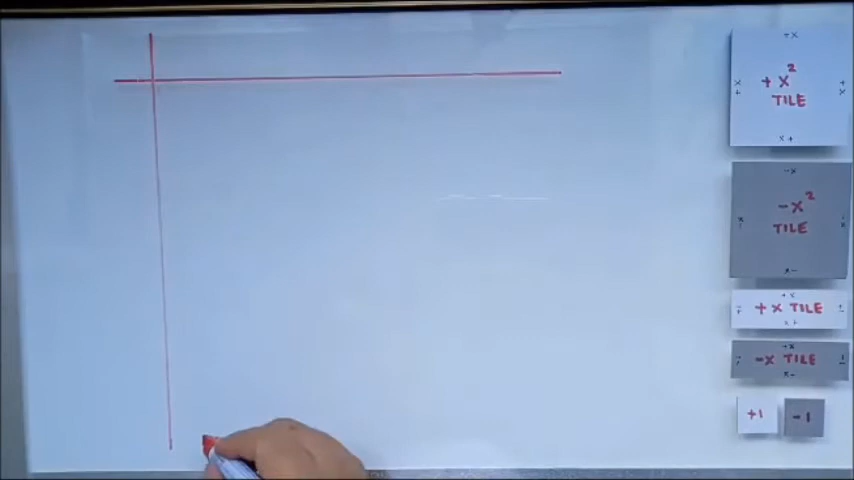 +x
x + + x² + x
TILE
x +
-x
x - x²
TILE
x-
+x
+ x TILE
x+
+x
-x TILE
x-
+1 -1